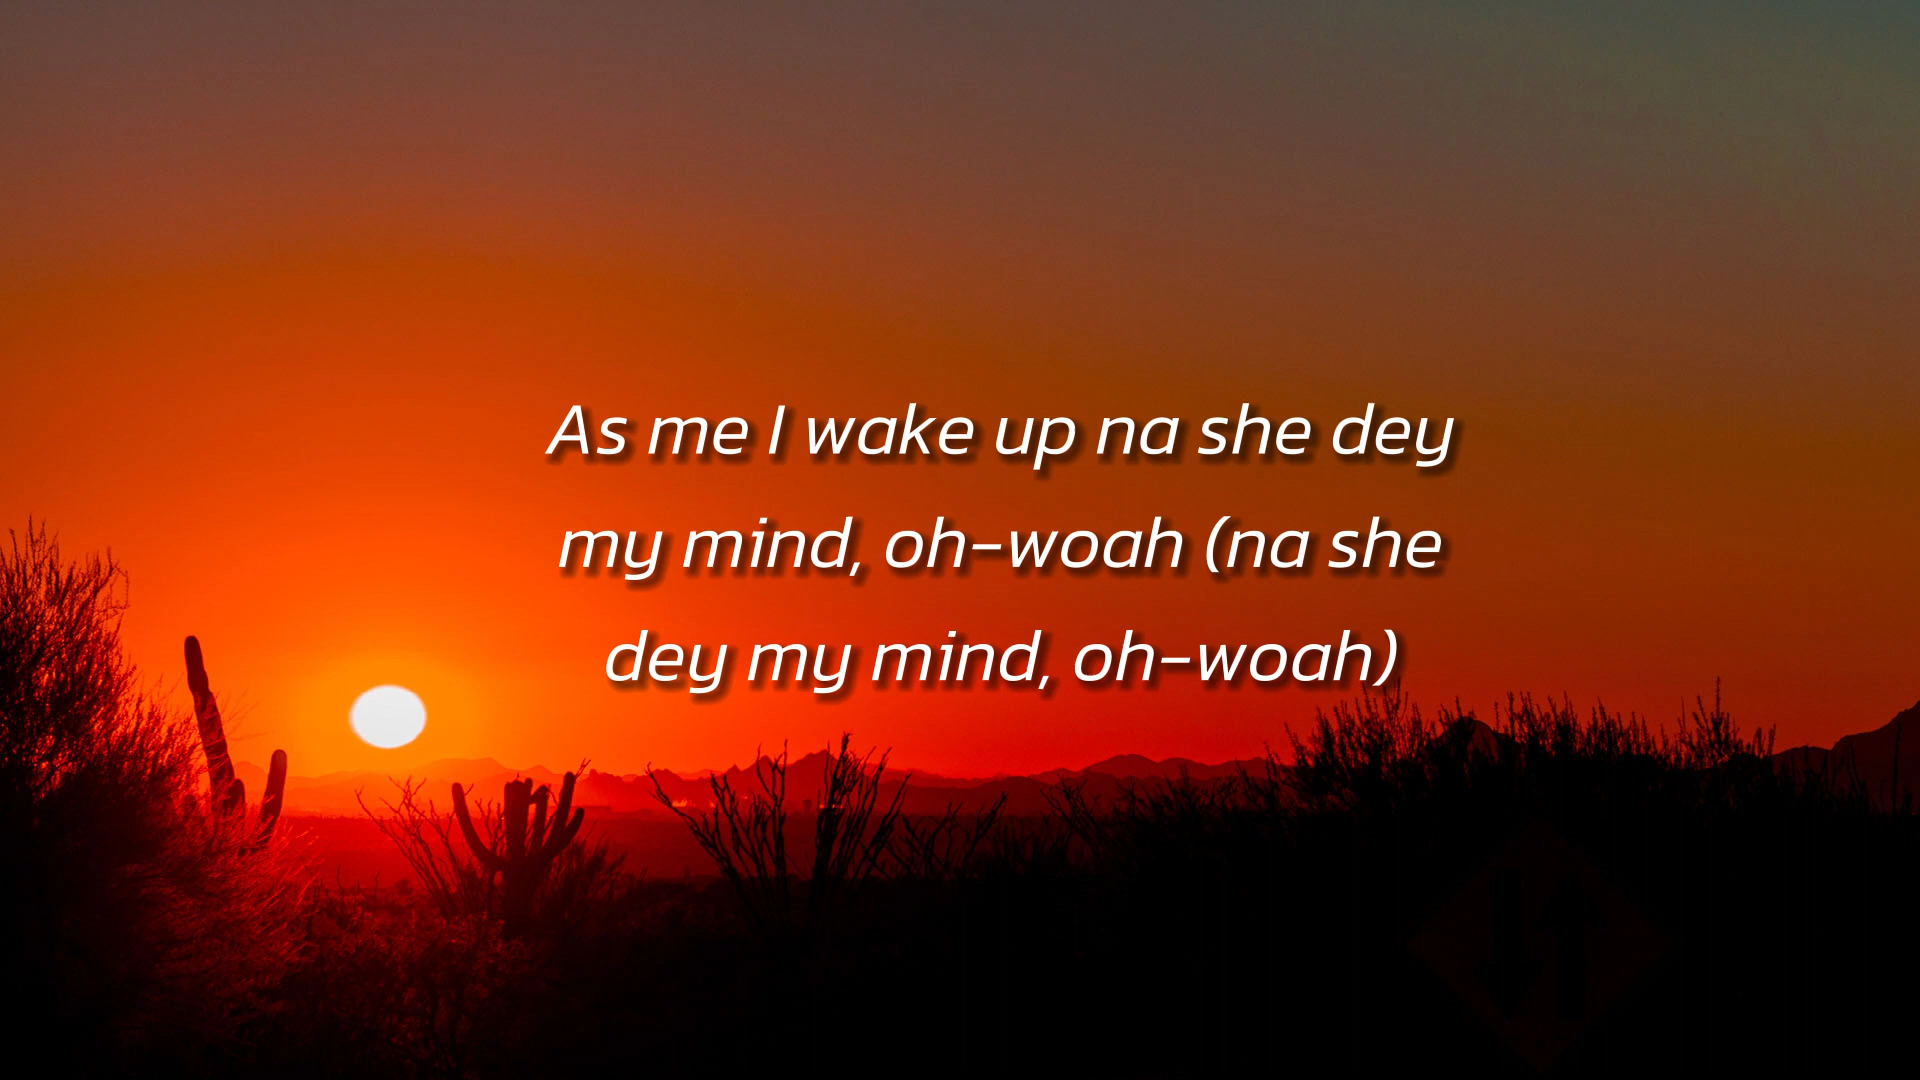 As me I wake up na she dey
my mind, oh-woah (na she
dey my mind, oh-woah)